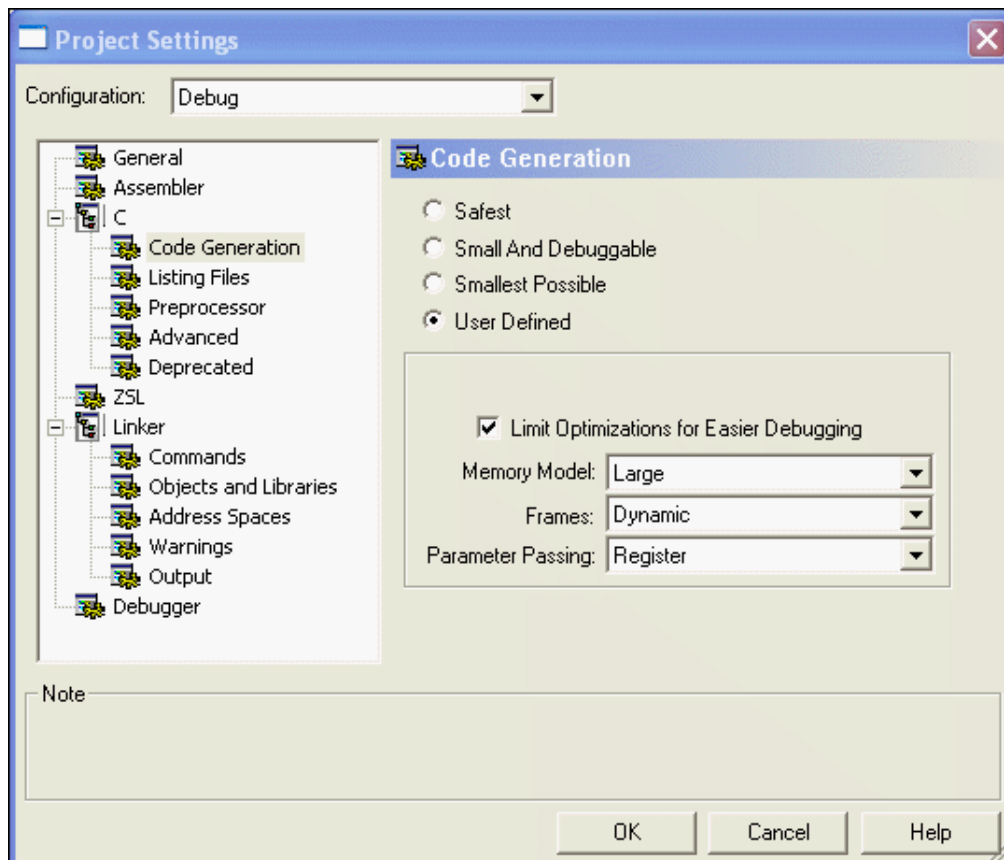 Project Settings
Configuration: Debug
General
Assembler
C
Code Generation
Listing Files
Preprocessor
Advanced
Deprecated
ZSL
Linker
Commands
Objects and Libraries
Address Spaces
Warnings
Output
Debugger
Code Generation
Safest
Small And Debuggable
Smallest Possible
User Defined
Limit Optimizations for Easier Debugging
Memory Model: Large
Frames: Dynamic
Parameter Passing: Register
Note
OK Cancel Help